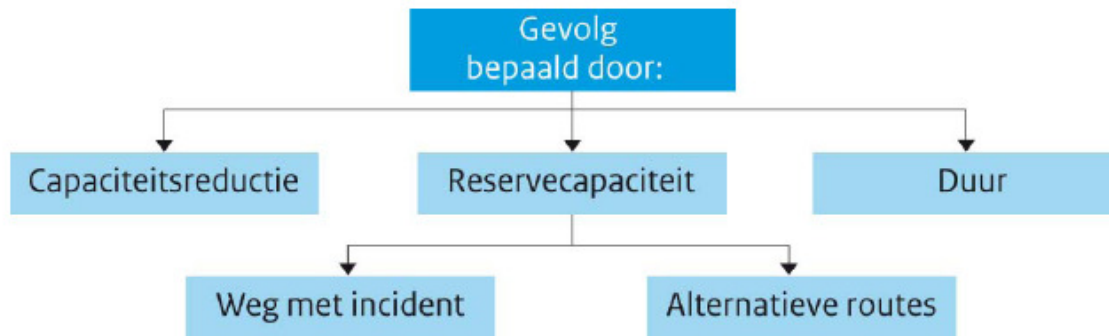 Gevolg
bepaald door:
Capaciteitsreductie
Reservecapaciteit
Duur
Weg met incident
Alternatieve routes